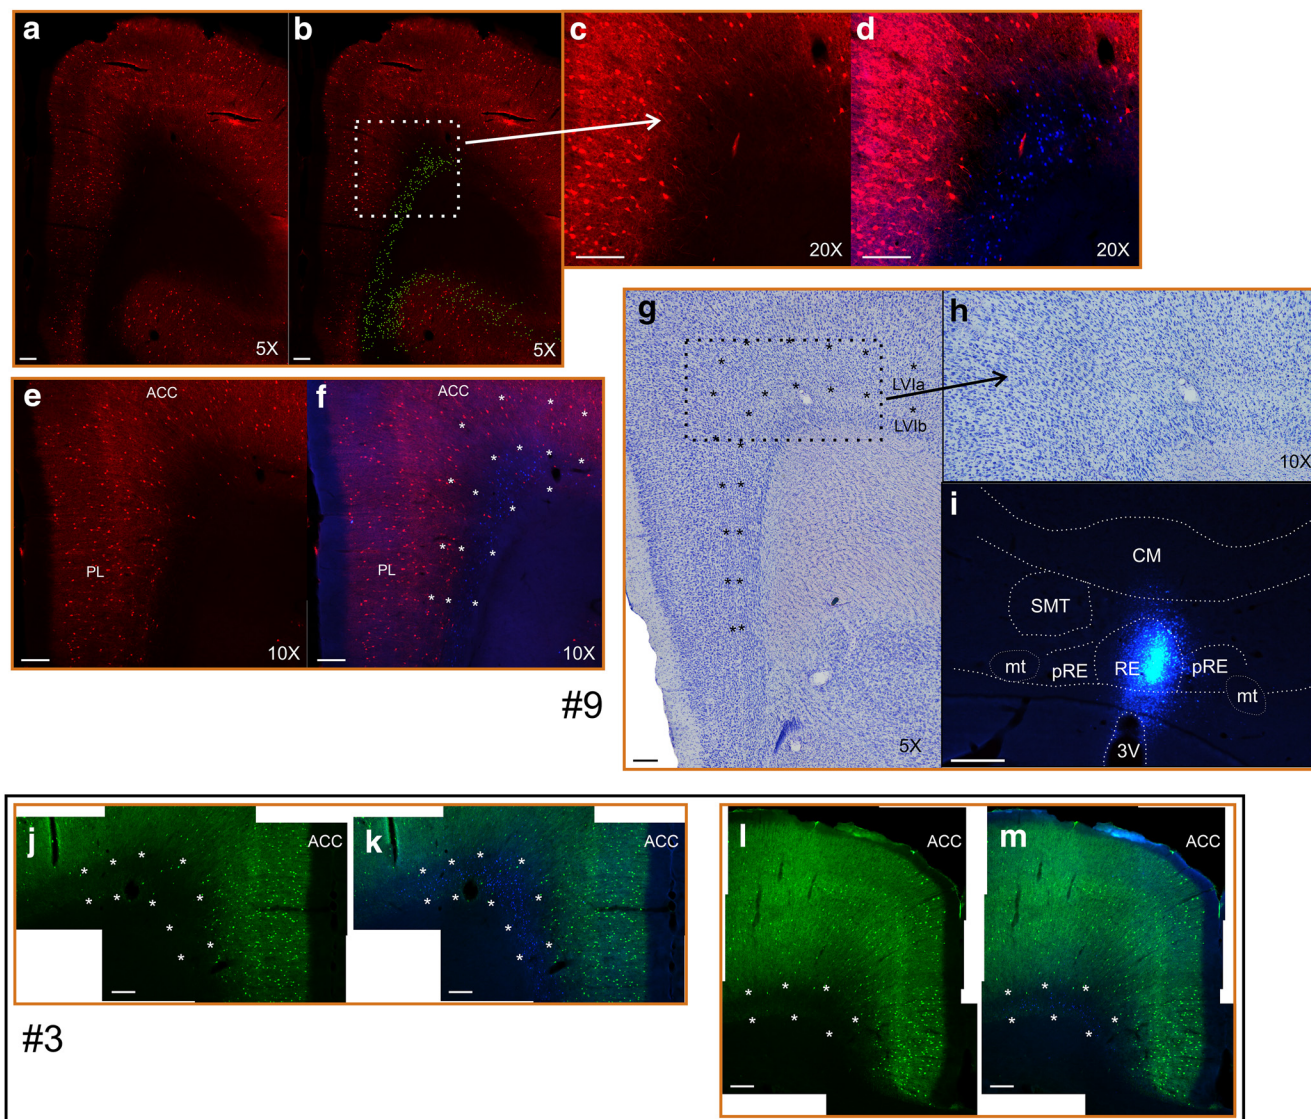 a
b
5X
5X
c
d
20X
20X
e
ACC
PL
10X
f
ACC
PL
10X
#9
g
LVIa
LVIb
5X
h
10X
i
CM
SMT
mt
pRE
RE
pRE
mt
3V
j
ACC
k
ACC
#3
l
ACC
m
ACC